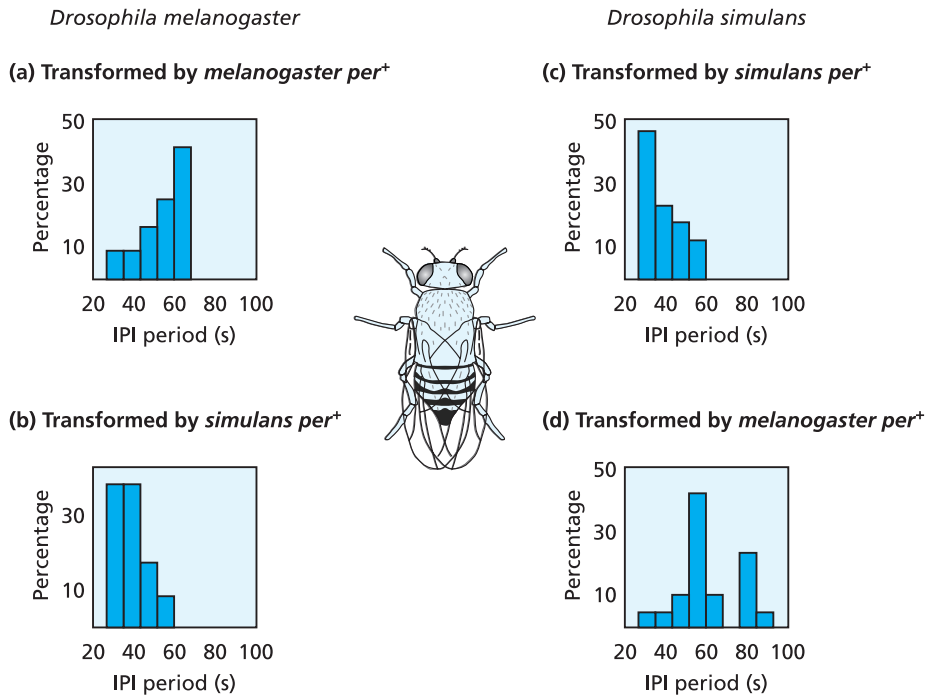 Drosophila melanogaster
(a) Transformed by melanogaster per+
50
30
10
Percentage
20 40 60 80 100
IPI period (s)
(b) Transformed by simulans per+
30
10
Percentage
20 40 60 80 100
IPI period (s)
Drosophila simulans
(c) Transformed by simulans per+
50
30
10
Percentage
20 40 60 80 100
IPI period (s)
(d) Transformed by melanogaster per+
50
30
10
Percentage
20 40 60 80 100
IPI period (s)